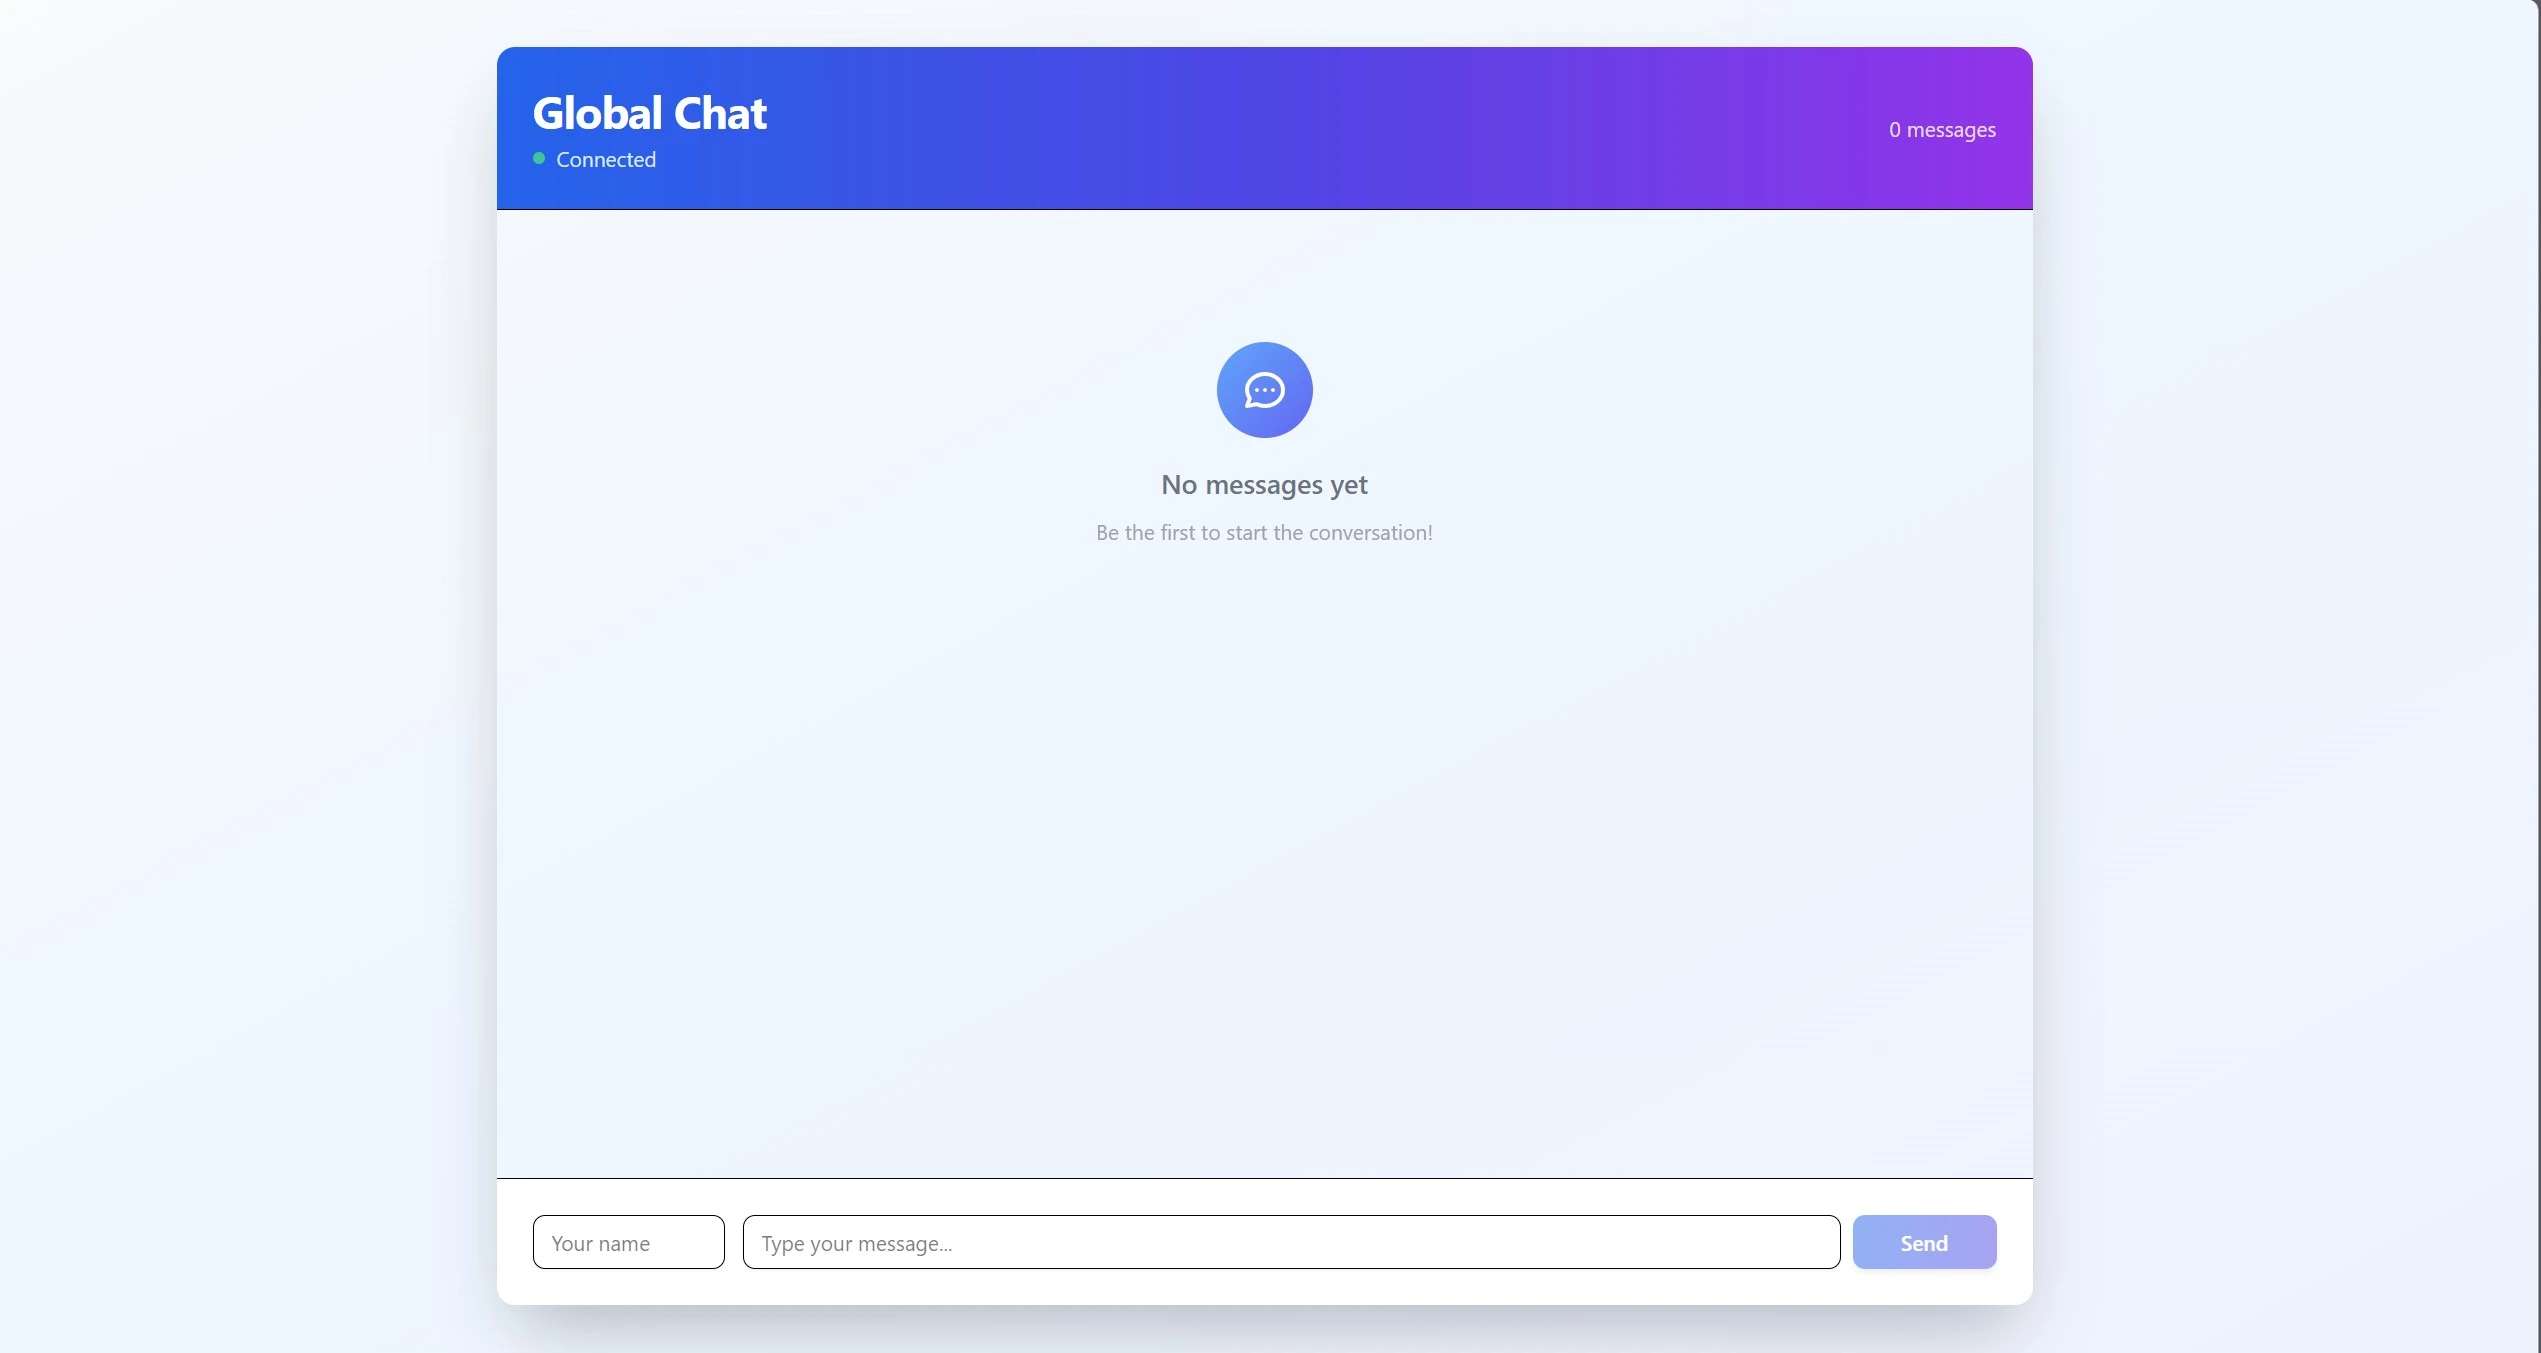 Global Chat
Connected
0 messages
No messages yet
Be the first to start the conversation!
Your name
Type your message...
Send